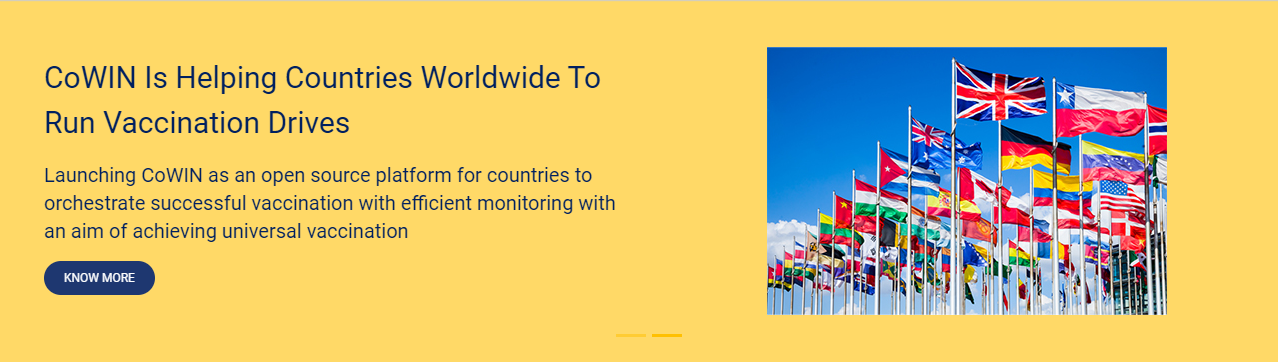 CoWIN Is Helping Countries Worldwide To
Run Vaccination Drives
Launching CoWIN as an open source platform for countries to
orchestrate successful vaccination with efficient monitoring with
an aim of achieving universal vaccination
KNOW MORE